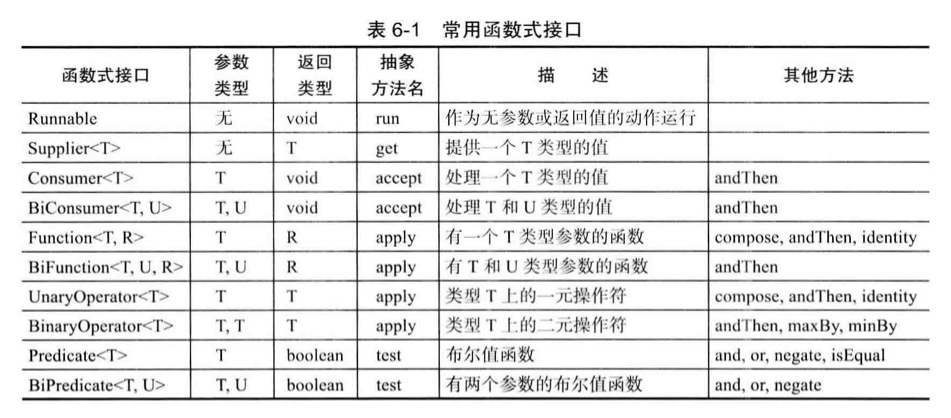 表 6-1 常用函数式接口
函数式接口 参数类型 返回类型 抽象方法名 描 述 其他方法
Runnable 无 void run 作为无参数或返回值的动作运行
Supplier<T> 无 T get 提供一个 T 类型的值
Consumer<T> T void accept 处理一个 T 类型的值 andThen
BiConsumer<T, U> T, U void accept 处理 T 和 U 类型的值 andThen
Function<T, R> T R apply 有一个 T 类型参数的函数 compose, andThen, identity
BiFunction<T, U, R> T, U R apply 有 T 和 U 类型参数的函数 andThen
UnaryOperator<T> T T apply 类型 T 上的一元操作符 compose, andThen, identity
BinaryOperator<T> T, T T apply 类型 T 上的二元操作符 andThen, maxBy, minBy
Predicate<T> T boolean test 布尔值函数 and, or, negate, isEqual
BiPredicate<T, U> T, U boolean test 有两个参数的布尔值函数 and, or, negate